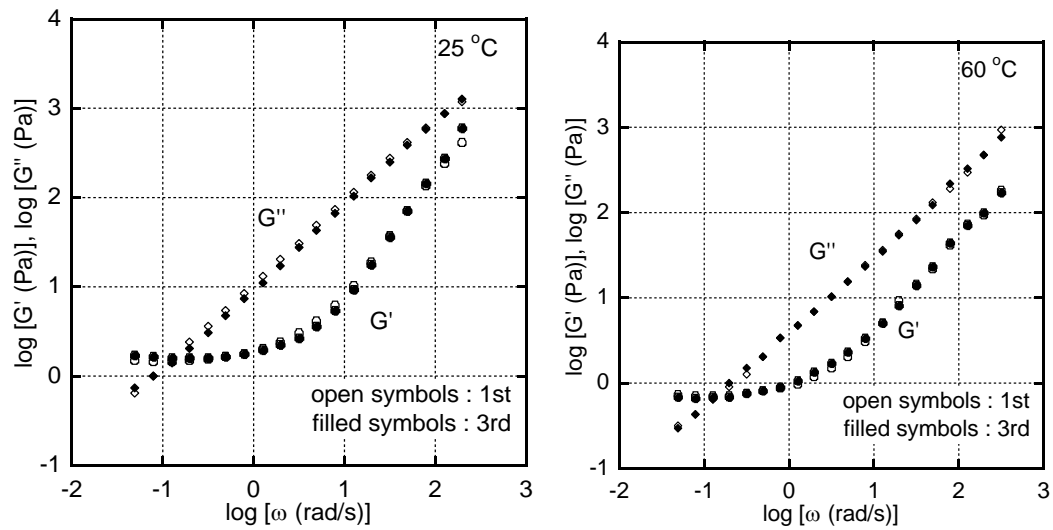 4
3
2
1
0
-1
-2
-1
0
1
2
3
log [G' (Pa)], log [G'' (Pa)]
log [ω (rad/s)]
25 °C
G''
G'
open symbols : 1st
filled symbols : 3rd
4
3
2
1
0
-1
-2
-1
0
1
2
3
log [G' (Pa)], log [G'' (Pa)]
log [ω (rad/s)]
60 °C
G''
G'
open symbols : 1st
filled symbols : 3rd